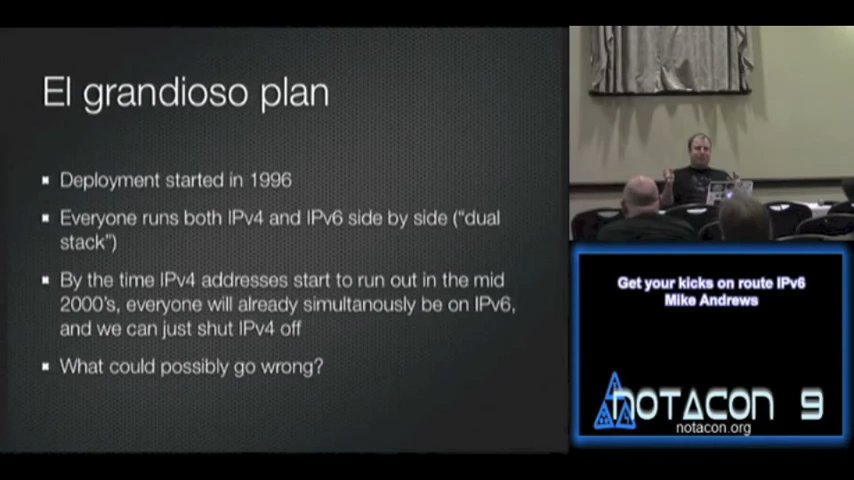 El grandioso plan
Deployment started in 1996
Everyone runs both IPv4 and IPv6 side by side (“dual
stack”)
By the time IPv4 addresses start to run out in the mid
2000’s, everyone will already simultanously be on IPv6,
and we can just shut IPv4 off
What could possibly go wrong?
Get your kicks on route IPv6
Mike Andrews
NOTACON 9
notacon.org